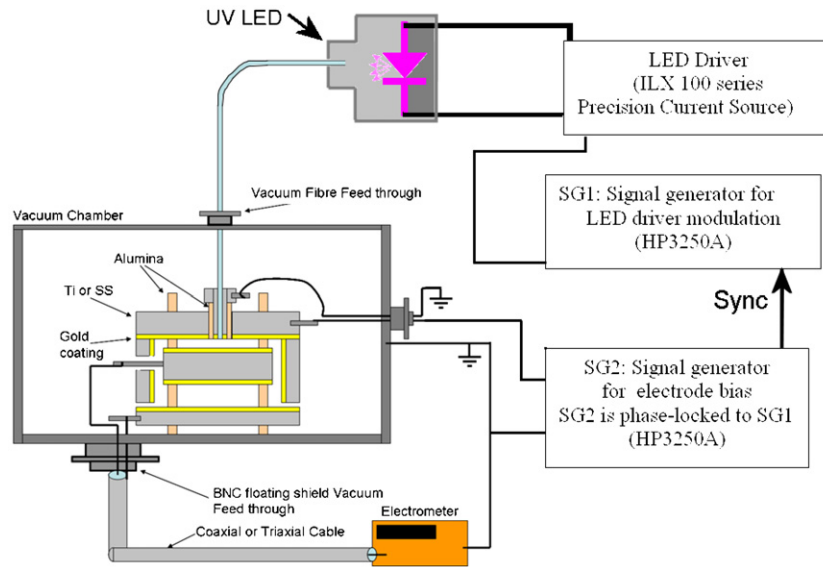 UV LED
LED Driver
(ILX 100 series
Precision Current Source)
Vacuum Fibre Feed through
Vacuum Chamber
SG1: Signal generator for
LED driver modulation
(HP3250A)
Alumina
Ti or SS
Gold
coating
Sync
SG2: Signal generator
for electrode bias
SG2 is phase-locked to SG1
(HP3250A)
BNC floating shield Vacuum
Feed through
Electrometer
Coaxial or Triaxial Cable